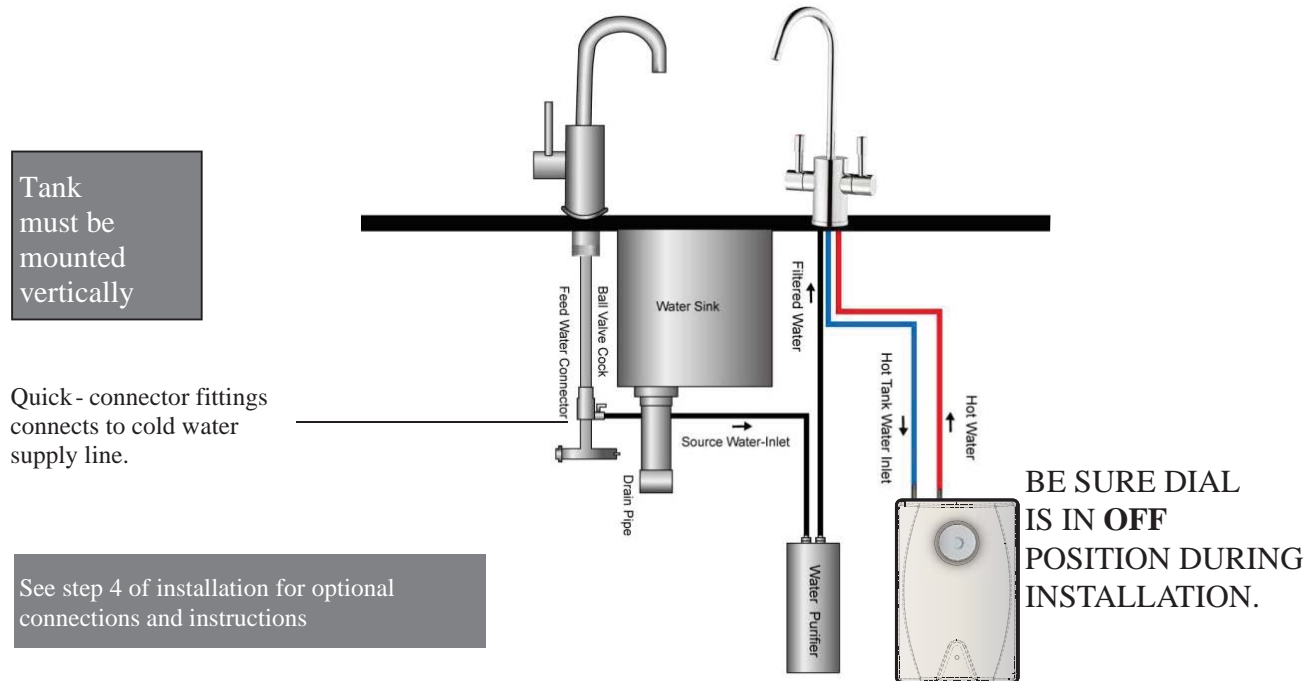 Tank
must be
mounted
vertically
Quick - connector fittings
connects to cold water
supply line.
See step 4 of installation for optional
connections and instructions
Feed Water Connector
Ball Valve Cock
Water Sink
Drain Pipe
Source Water-Inlet
Filtered Water
Water Purifier
Hot Tank Water Inlet
Hot Water
BE SURE DIAL
IS IN OFF
POSITION DURING
INSTALLATION.